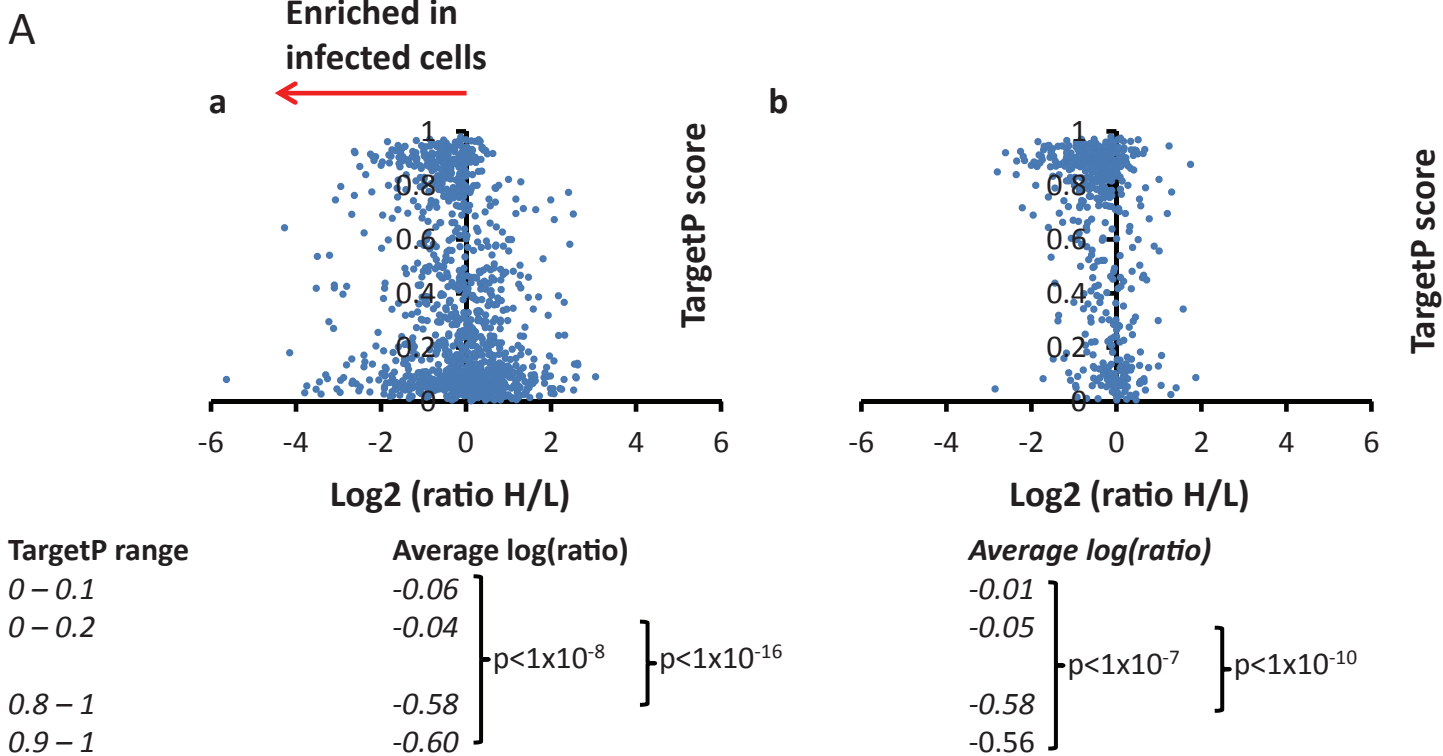 A
Enriched in
infected cells
a
b
1
0.8
0.6
0.4
0.2
0
TargetP score
1
0.8
0.6
0.4
0.2
0
TargetP score
-6 -4 -2 0 2 4 6
-6 -4 -2 0 2 4 6
Log2 (ratio H/L)
Log2 (ratio H/L)
TargetP range Average log(ratio) Average log(ratio)
0 – 0.1 -0.06 -0.01
0 – 0.2 -0.04 -0.05
p<1x10⁻⁸ p<1x10⁻¹⁶ p<1x10⁻⁷ p<1x10⁻¹⁰
0.8 – 1 -0.58 -0.58
0.9 – 1 -0.60 -0.56